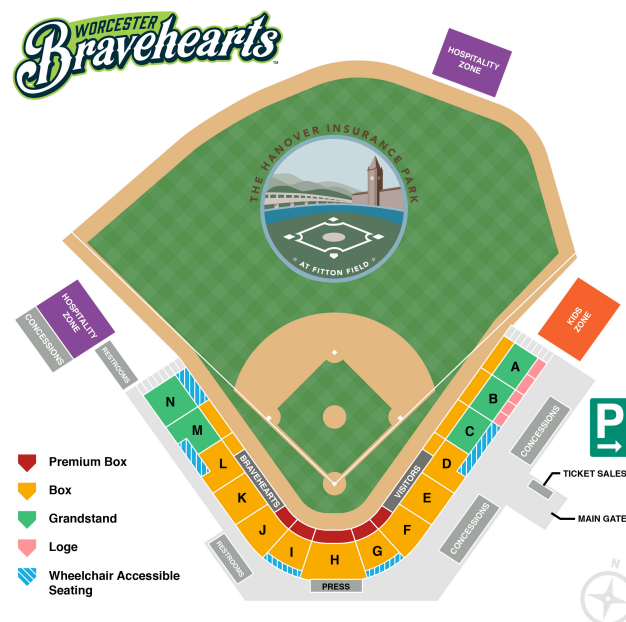 WORCESTER
Bravehearts
TM
HOSPITALITY
ZONE
THE HANOVER INSURANCE PARK
AT FITTON FIELD
HOSPITALITY
ZONE
CONCESSIONS
RESTROOMS
KIDS
ZONE
A
B
C
D
E
F
G
H
I
J
K
L
M
N
BRAVEHEARTS
VISITORS
CONCESSIONS
CONCESSIONS
RESTROOMS
PRESS
P
TICKET SALES
MAIN GATE
N
Premium Box
Box
Grandstand
Loge
Wheelchair Accessible
Seating